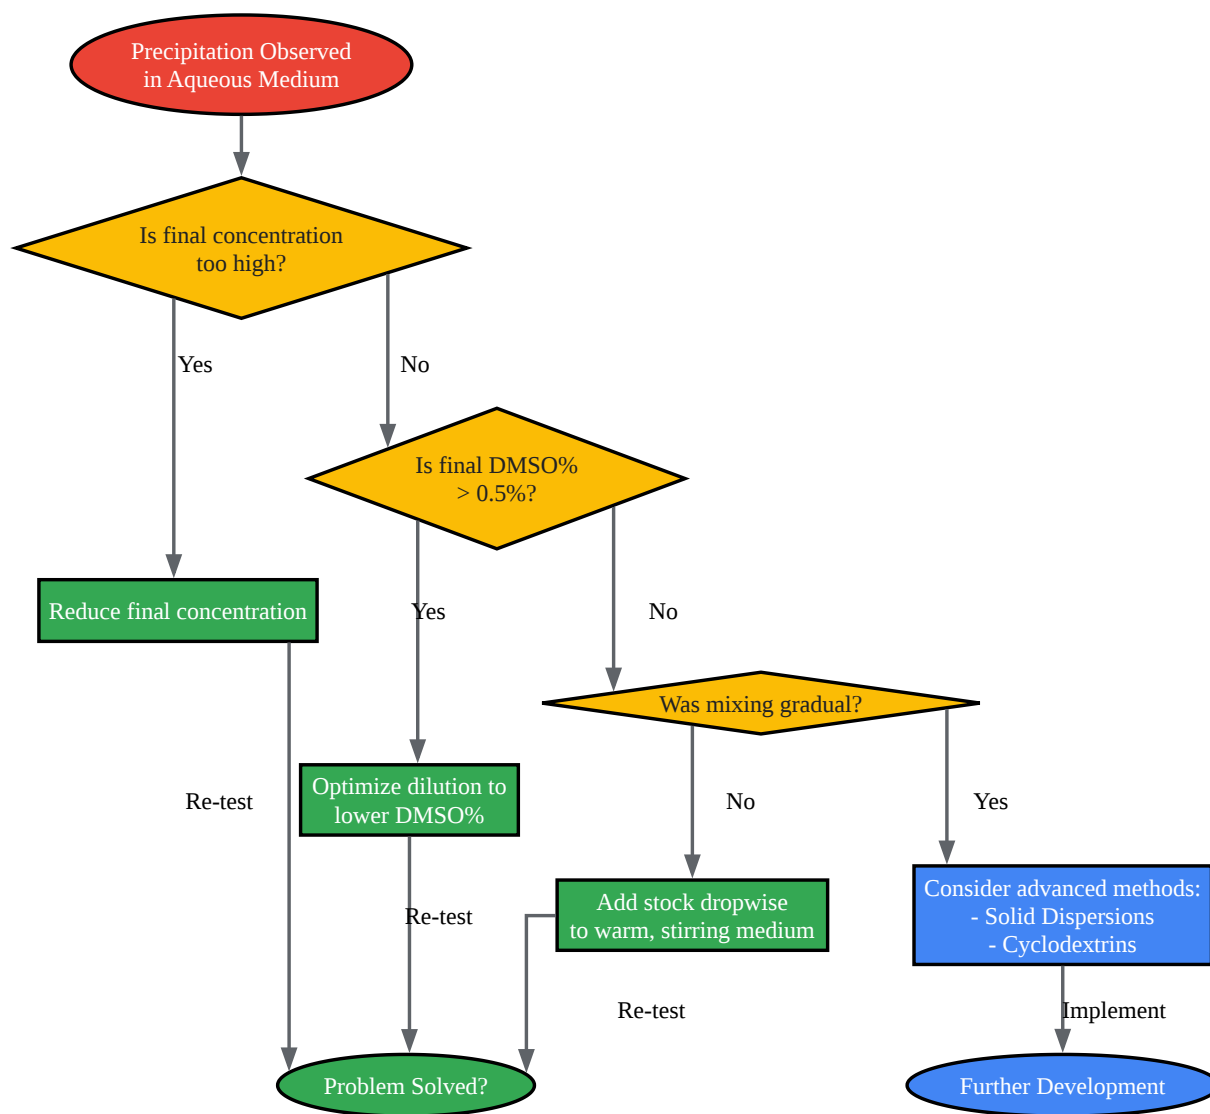 Precipitation Observed
in Aqueous Medium
Is final concentration
too high?
Yes
No
Is final DMSO%
> 0.5%?
Reduce final concentration
Yes
No
Was mixing gradual?
Re-test
Optimize dilution to
lower DMSO%
No
Yes
Re-test
Add stock dropwise
to warm, stirring medium
Consider advanced methods:
- Solid Dispersions
- Cyclodextrins
Re-test
Implement
Problem Solved?
Further Development